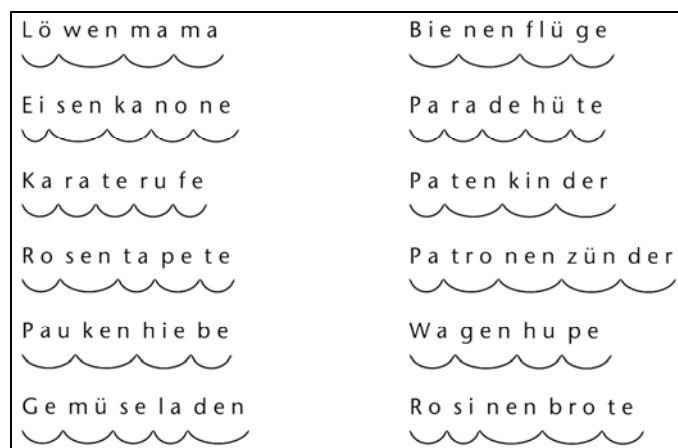 Lö wen ma ma
Ei sen ka no ne
Ka ra te ru fe
Ro sen ta pe te
Pau ken hie be
Ge mü se la den
Bie nen flü ge
Pa ra de hü te
Pa ten kin der
Pa tro nen zün der
Wa gen hu pe
Ro si nen bro te